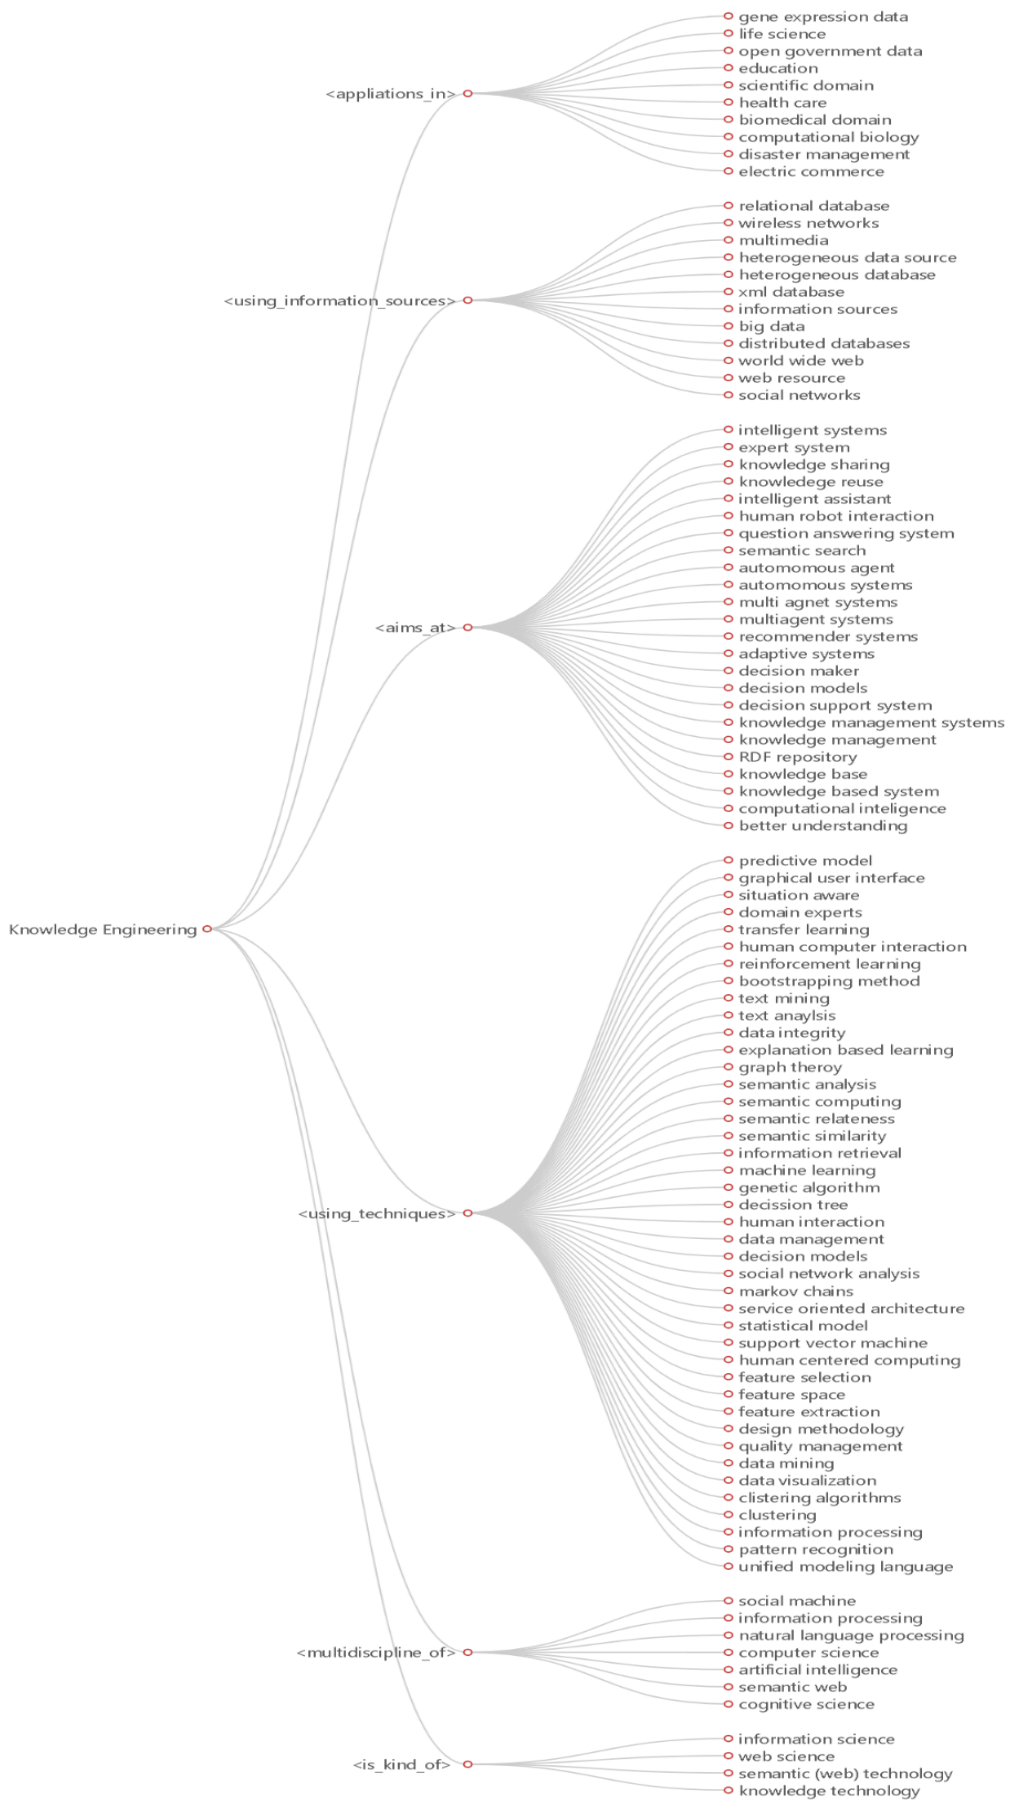 gene expression data
life science
open government data
education
scientific domain
<appliations_in>
health care
biomedical domain
computational biology
disaster management
electric commerce
relational database
wireless networks
multimedia
heterogeneous data source
heterogeneous database
xml database
<using_information_sources>
information sources
big data
distributed databases
world wide web
web resource
social networks
intelligent systems
expert system
knowledge sharing
knowledege reuse
intelligent assistant
human robot interaction
question answering system
semantic search
automomous agent
automomous systems
multi agnet systems
multiagent systems
<aims_at>
recommender systems
adaptive systems
decision maker
decision models
decision support system
knowledge management systems
knowledge management
RDF repository
knowledge base
knowledge based system
computational inteligence
better understanding
predictive model
graphical user interface
situation aware
domain experts
Knowledge Engineering
transfer learning
human computer interaction
reinforcement learning
bootstrapping method
text mining
text anaylsis
data integrity
explanation based learning
graph theroy
semantic analysis
semantic computing
semantic relateness
semantic similarity
information retrieval
machine learning
genetic algorithm
decission tree
<using_techniques>
human interaction
data management
decision models
social network analysis
markov chains
service oriented architecture
statistical model
support vector machine
human centered computing
feature selection
feature space
feature extraction
design methodology
quality management
data mining
data visualization
clistering algorithms
clustering
information processing
pattern recognition
unified modeling language
social machine
information processing
natural language processing
<multidiscipline_of>
computer science
artificial intelligence
semantic web
cognitive science
information science
web science
<is_kind_of>
semantic (web) technology
knowledge technology